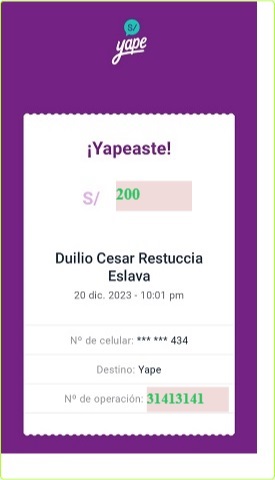 S/
yape
¡Yapeaste!
S/ 200
Duilio Cesar Restuccia
Eslava
20 dic. 2023 - 10:01 pm
Nº de celular: *** *** 434
Destino: Yape
Nº de operación: 31413141